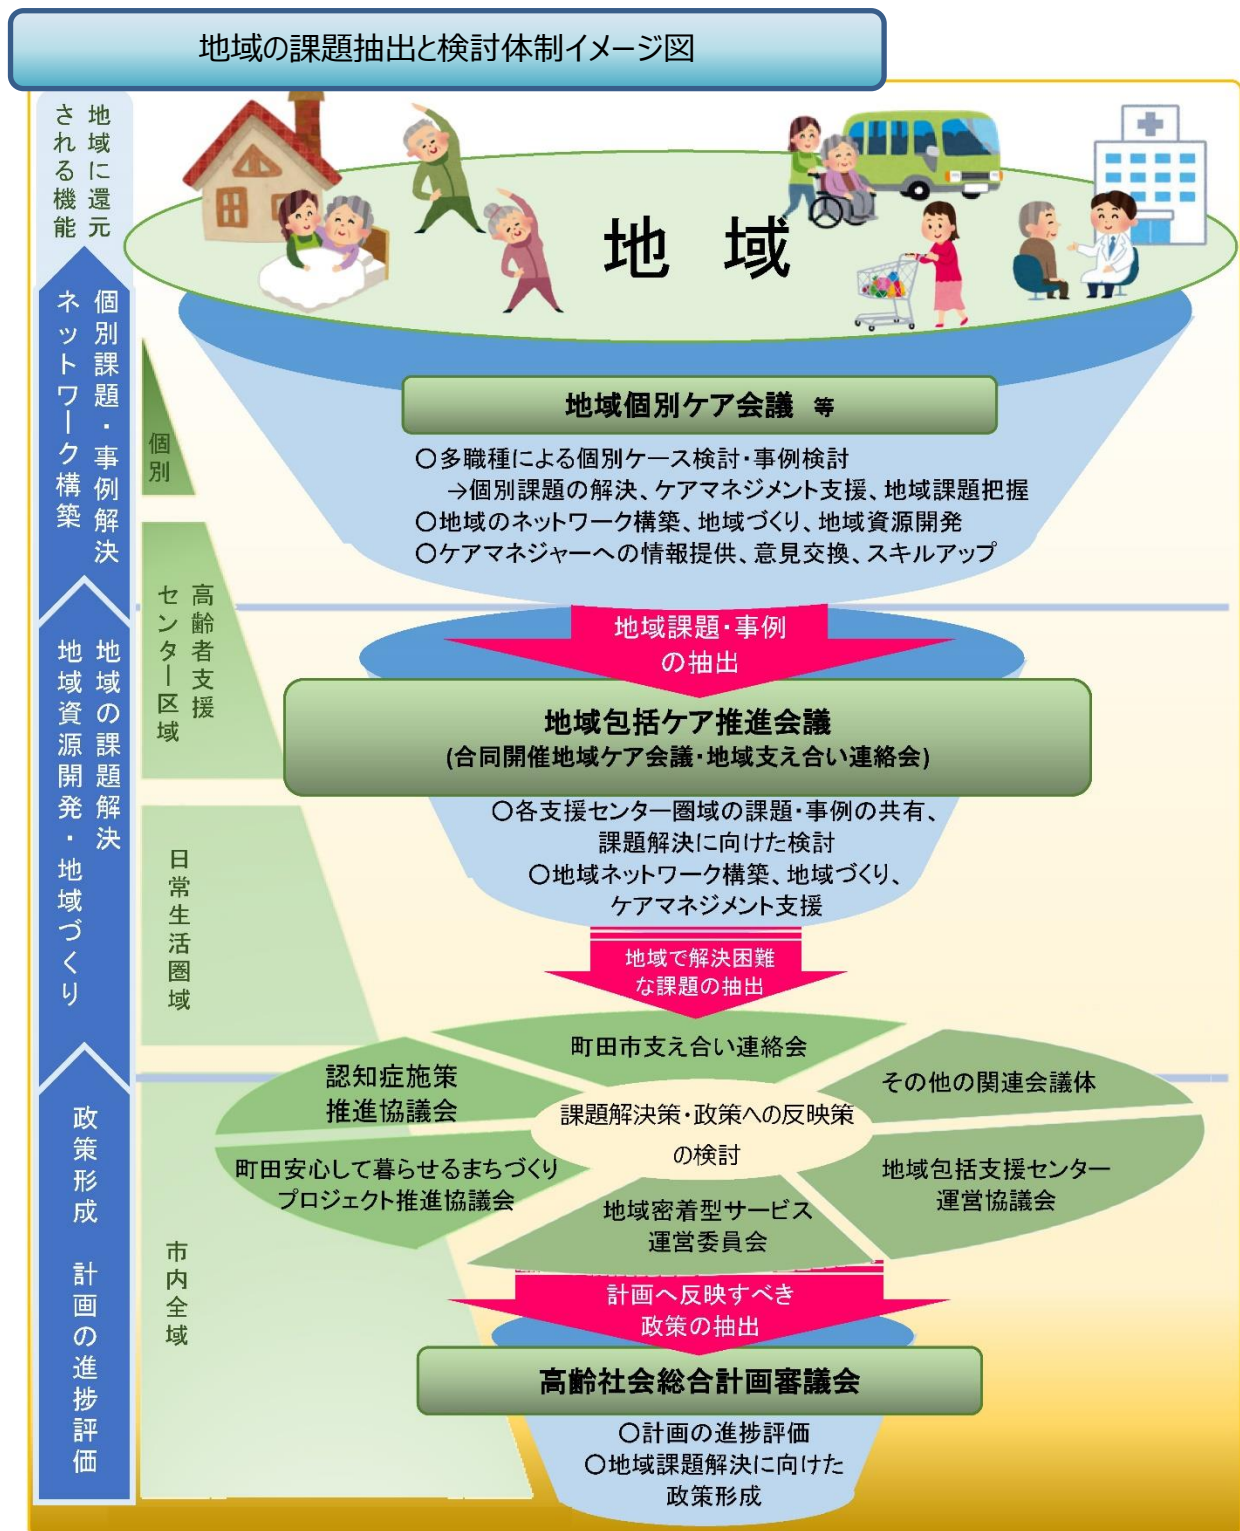 地域の課題抽出と検討体制イメージ図
地域に還元
される機能
個別課題・事例解決
ネットワーク構築
地域の課題解決
地域資源開発・地域づくり
政策形成　計画の進捗評価
個別
高齢者支援
センター区域
日常生活圏域
市内全域
地　域
地域個別ケア会議　等
○多職種による個別ケース検討・事例検討
→個別課題の解決、ケアマネジメント支援、地域課題把握
○地域のネットワーク構築、地域づくり、地域資源開発
○ケアマネジャーへの情報提供、意見交換、スキルアップ
地域課題・事例
の抽出
地域包括ケア推進会議
(合同開催地域ケア会議・地域支え合い連絡会)
○各支援センター圏域の課題・事例の共有、
課題解決に向けた検討
○地域ネットワーク構築、地域づくり、
ケアマネジメント支援
地域で解決困難
な課題の抽出
町田市支え合い連絡会
認知症施策
推進協議会
その他の関連会議体
課題解決策・政策への反映策
の検討
町田安心して暮らせるまちづくり
プロジェクト推進協議会
地域包括支援センター
運営協議会
地域密着型サービス
運営委員会
計画へ反映すべき
政策の抽出
高齢社会総合計画審議会
○計画の進捗評価
○地域課題解決に向けた
政策形成